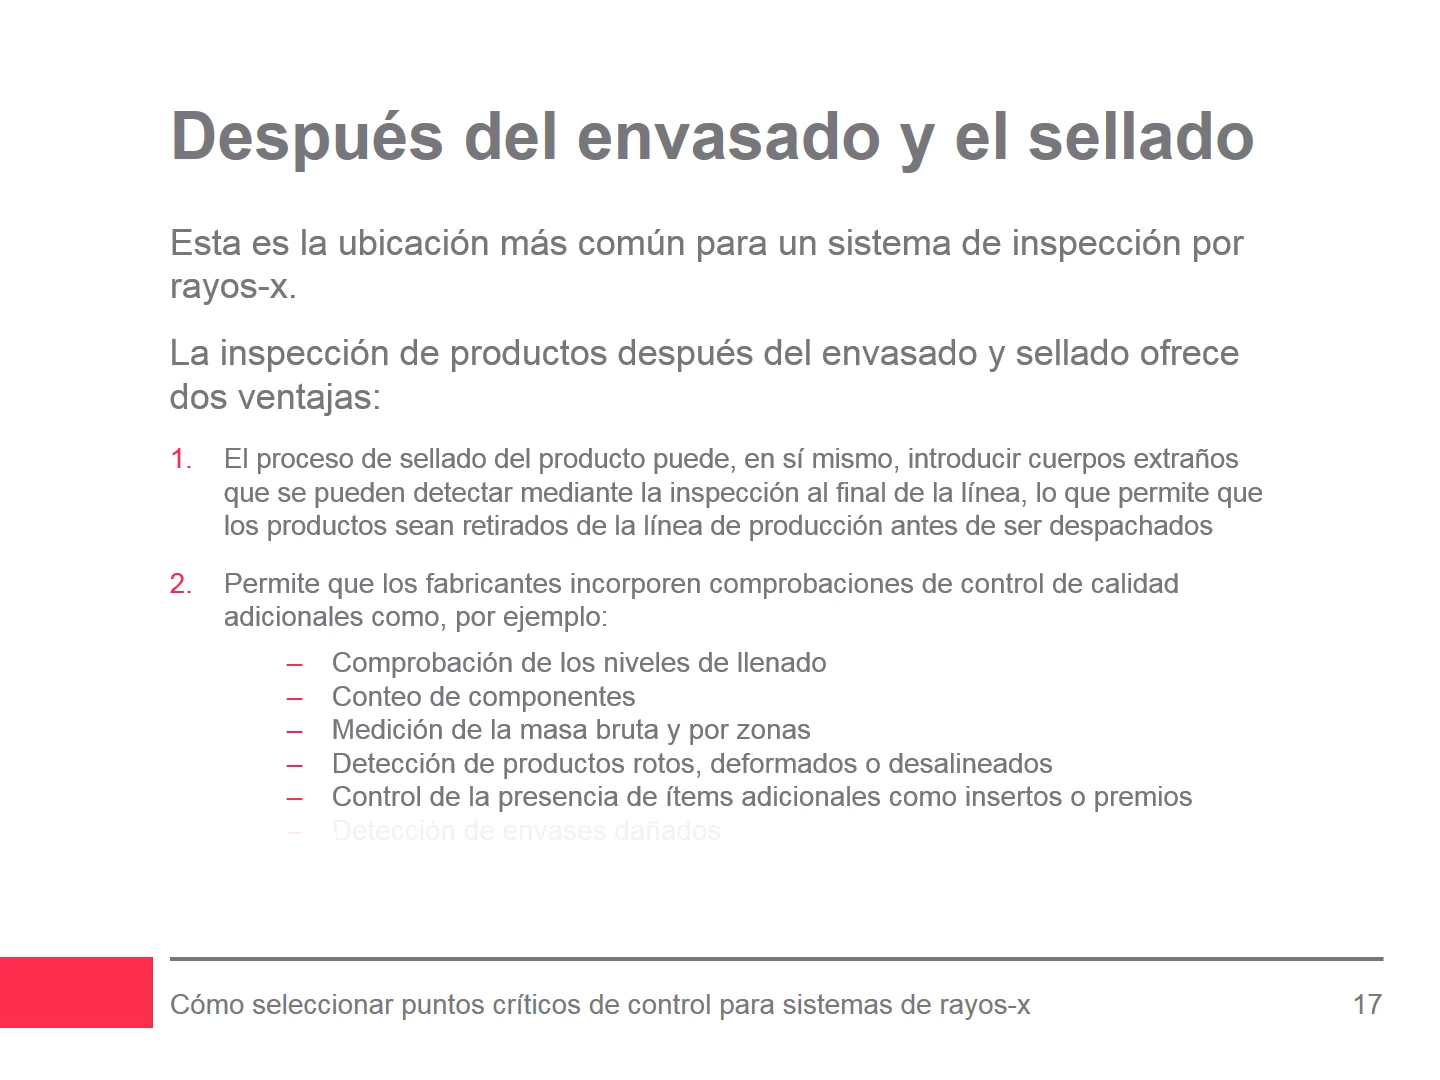 Después del envasado y el sellado
Esta es la ubicación más común para un sistema de inspección por
rayos-x.
La inspección de productos después del envasado y sellado ofrece
dos ventajas:
1. El proceso de sellado del producto puede, en sí mismo, introducir cuerpos extraños
que se pueden detectar mediante la inspección al final de la línea, lo que permite que
los productos sean retirados de la línea de producción antes de ser despachados
2. Permite que los fabricantes incorporen comprobaciones de control de calidad
adicionales como, por ejemplo:
– Comprobación de los niveles de llenado
– Conteo de componentes
– Medición de la masa bruta y por zonas
– Detección de productos rotos, deformados o desalineados
– Control de la presencia de ítems adicionales como insertos o premios
– Detección de envases dañados
Cómo seleccionar puntos críticos de control para sistemas de rayos-x 17